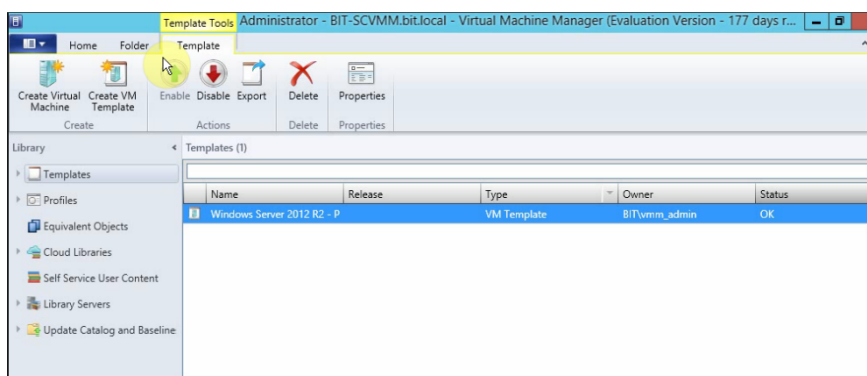 Template Tools Administrator - BIT-SCVMM.bit.local - Virtual Machine Manager (Evaluation Version - 177 days r...
Home Folder Template
Create Virtual Machine Create VM Template Enable Disable Export Delete Properties
Create Actions Delete Properties
Library Templates (1)
Templates
Name Release Type Owner Status
Profiles
Windows Server 2012 R2 - P VM Template BIT\vmm_admin OK
Equivalent Objects
Cloud Libraries
Self Service User Content
Library Servers
Update Catalog and Baseline